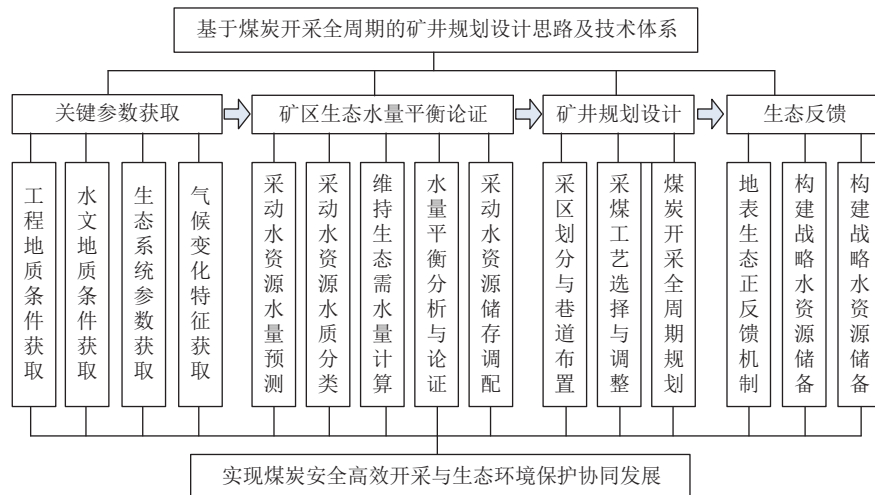 基于煤炭开采全周期的矿井规划设计思路及技术体系
关键参数获取
矿区生态水量平衡论证
矿井规划设计
生态反馈
工程地质条件获取
水文地质条件获取
生态系统参数获取
气候变化特征获取
采动水资源水量预测
采动水资源水质分类
维持生态需水量计算
水量平衡分析与论证
采动水资源储存调配
采区划分与巷道布置
采煤工艺选择与调整
煤炭开采全周期规划
地表生态正反馈机制
构建战略水资源储备
构建战略水资源储备
实现煤炭安全高效开采与生态环境保护协同发展